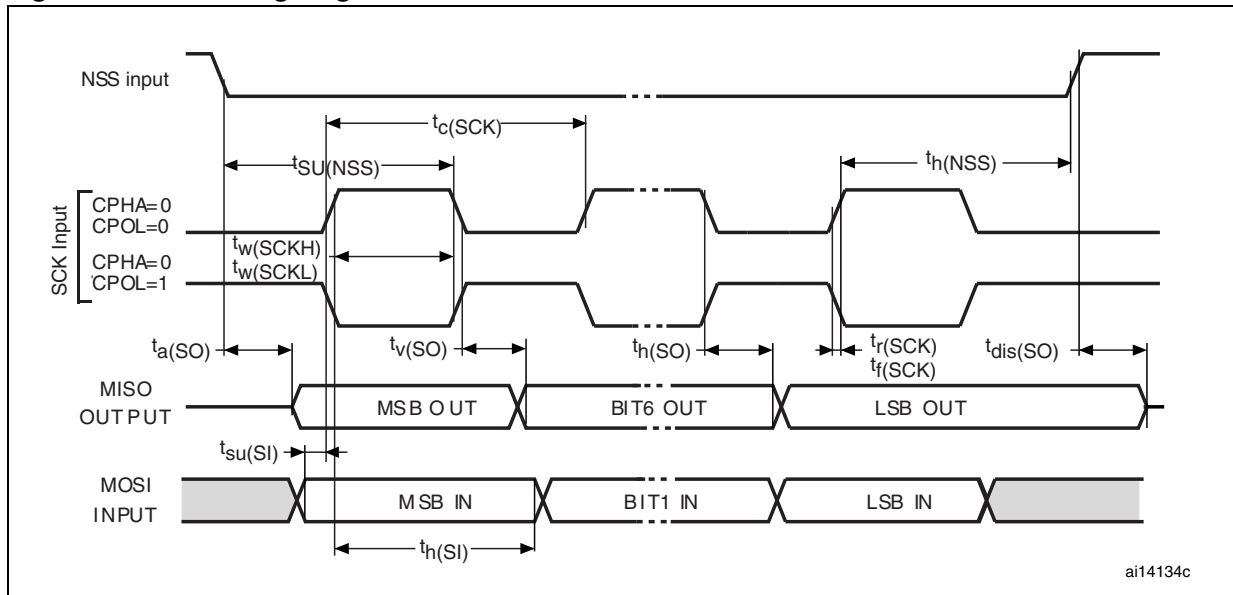 NSS input
tc(SCK)
tSU(NSS)
th(NSS)
SCK Input
CPHA=0
CPOL=0
tw(SCKH)
CPHA=0
tw(SCKL)
CPOL=1
ta(SO)
tv(SO)
th(SO)
tr(SCK)
tf(SCK)
tdis(SO)
MISO
OUTPUT
MSB OUT
BIT6 OUT
LSB OUT
tsu(SI)
MOSI
INPUT
MSB IN
BIT1 IN
LSB IN
th(SI)
ai14134c